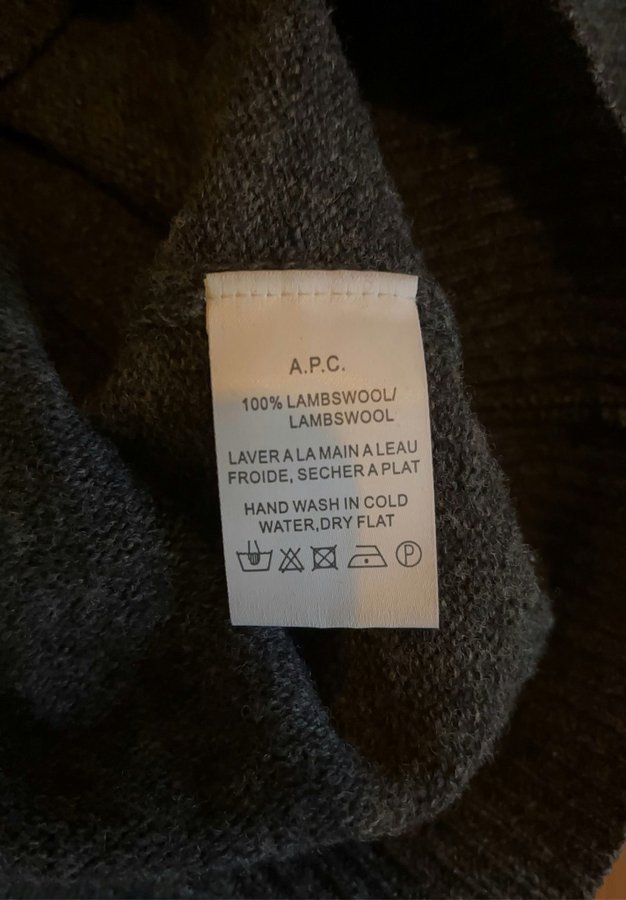 A.P.C.
100% LAMBSWOOL/
LAMBSWOOL
LAVER A LA MAIN A LEAU
FROIDE, SECHER A PLAT
HAND WASH IN COLD
WATER,DRY FLAT
P